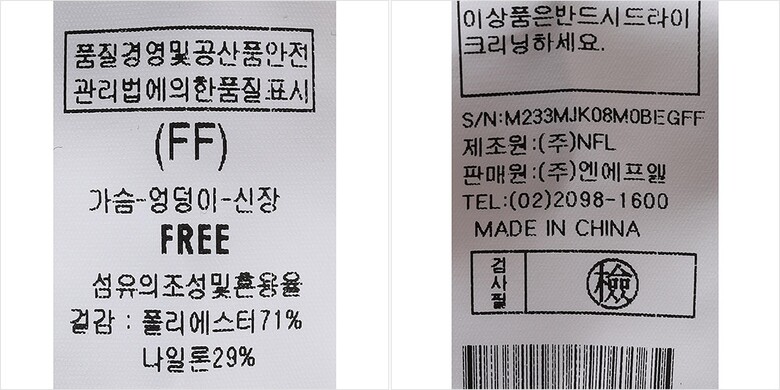 품질경영및공산품안전
관리법에의한품질표시
(FF)
가슴-엉덩이-신장
FREE
섬유의조성및혼용율
겉감 : 폴리에스터71%
나일론29%
이상품은반드시드라이
크리닝하세요.
S/N:M233MJK08M0BEGFF
제조원:(주)NFL
판매원:(주)엔에프엘
TEL:(02)2098-1600
MADE IN CHINA
검사필
檢